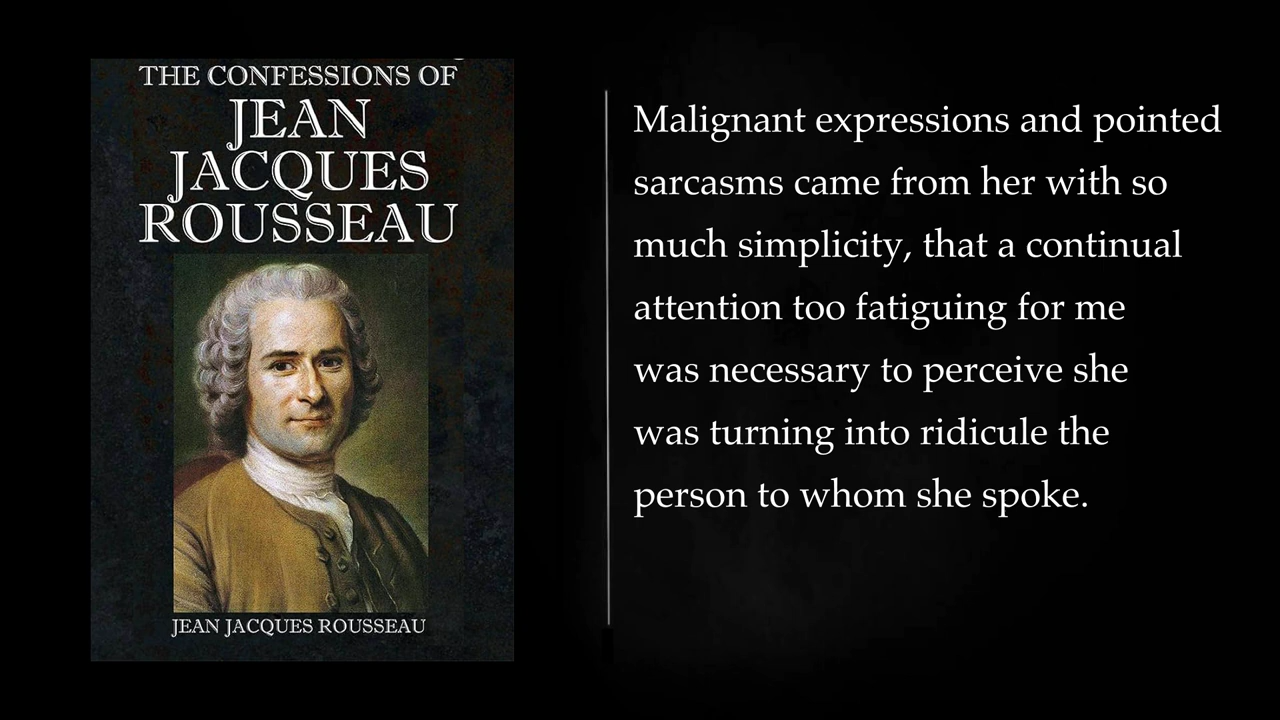 THE CONFESSIONS OF
JEAN
JACQUES
ROUSSEAU
JEAN JACQUES ROUSSEAU
Malignant expressions and pointed
sarcasms came from her with so
much simplicity, that a continual
attention too fatiguing for me
was necessary to perceive she
was turning into ridicule the
person to whom she spoke.